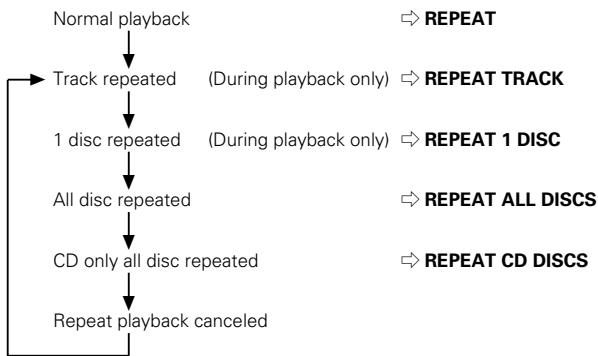 Normal playback ⇨ REPEAT
Track repeated (During playback only) ⇨ REPEAT TRACK
1 disc repeated (During playback only) ⇨ REPEAT 1 DISC
All disc repeated ⇨ REPEAT ALL DISCS
CD only all disc repeated ⇨ REPEAT CD DISCS
Repeat playback canceled